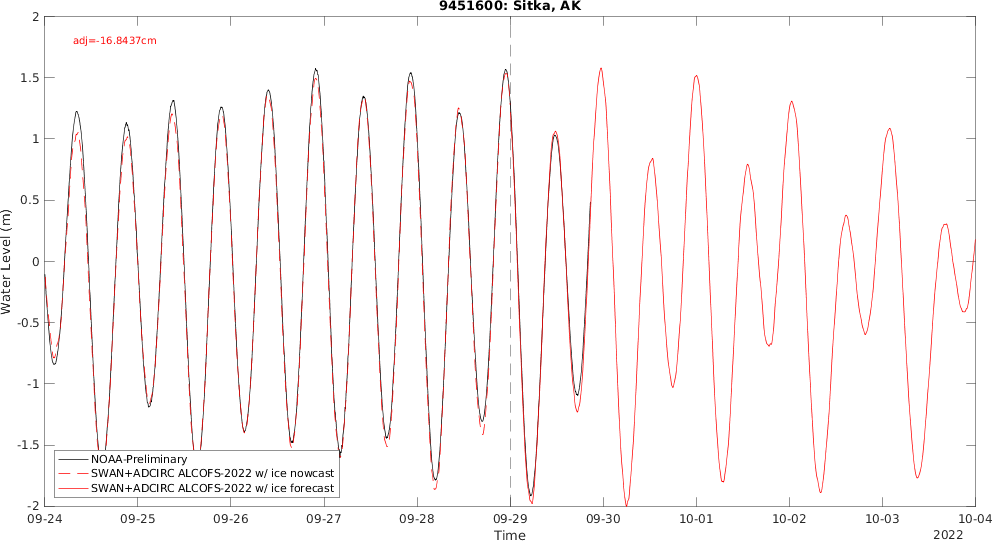 9451600: Sitka, AK
adj=-16.8437cm
Water Level (m)
2
1.5
1
0.5
0
-0.5
-1
-1.5
-2
NOAA-Preliminary
SWAN+ADCIRC ALCOFS-2022 w/ ice nowcast
SWAN+ADCIRC ALCOFS-2022 w/ ice forecast
09-24 09-25 09-26 09-27 09-28 09-29 09-30 10-01 10-02 10-03 10-04
Time
2022